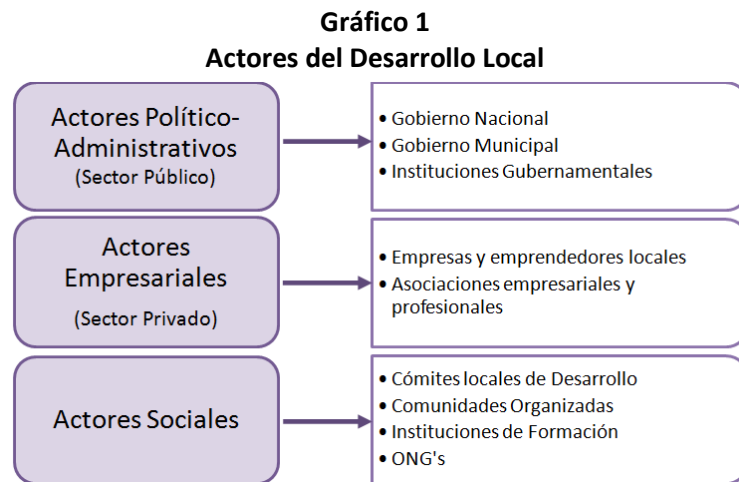 Gráfico 1
Actores del Desarrollo Local
Actores Político-
Administrativos
(Sector Público)
• Gobierno Nacional
• Gobierno Municipal
• Instituciones Gubernamentales
Actores
Empresariales
(Sector Privado)
• Empresas y emprendedores locales
• Asociaciones empresariales y
profesionales
Actores Sociales
• Cómites locales de Desarrollo
• Comunidades Organizadas
• Instituciones de Formación
• ONG's